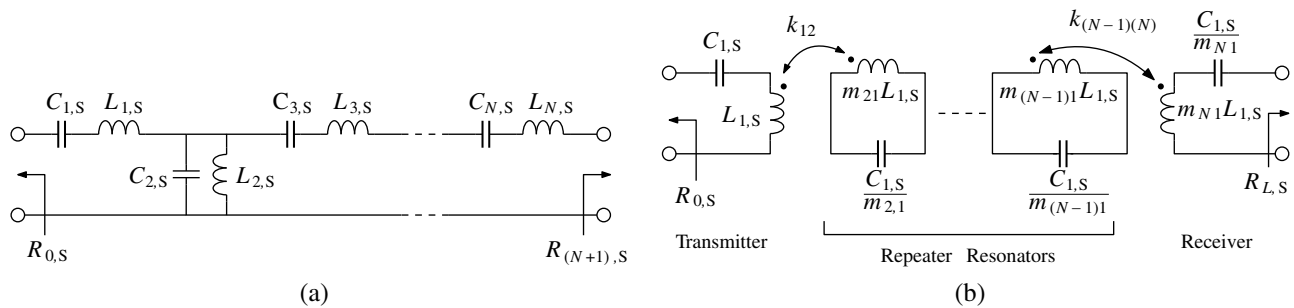 C1,S L1,S C3,S L3,S CN,S LN,S
C2,S L2,S
R0,S R(N+1),S
(a)
C1,S k12 k(N−1)(N) C1,S/mN1
L1,S m21L1,S m(N−1)1L1,S mN1L1,S
R0,S C1,S/m2,1 C1,S/m(N−1)1 RL,S
Transmitter Repeater Resonators Receiver
(b)